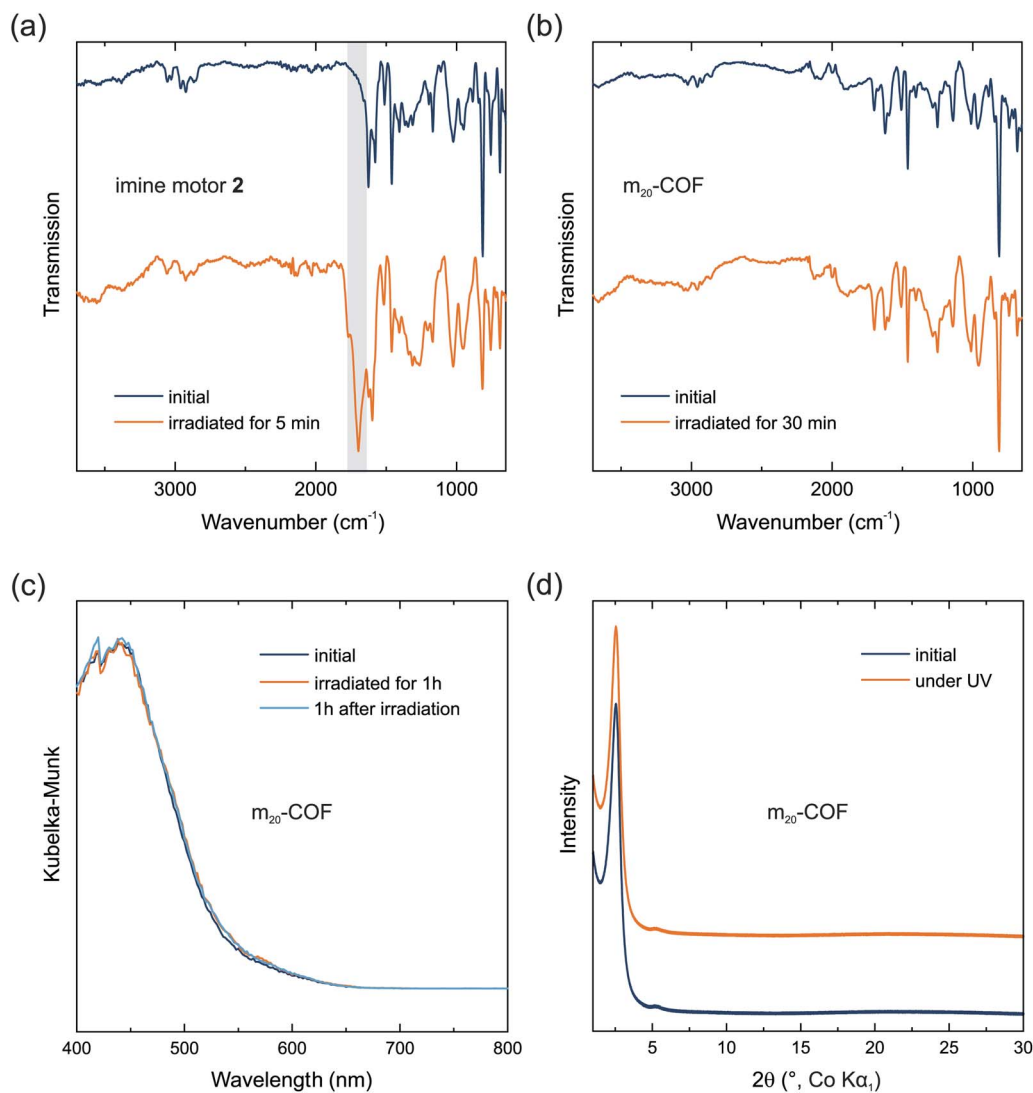 (a)
(b)
Transmission
imine motor 2
initial
irradiated for 5 min
3000 2000 1000
Wavenumber (cm⁻¹)
Transmission
m₂₀-COF
initial
irradiated for 30 min
3000 2000 1000
Wavenumber (cm⁻¹)
(c)
(d)
Kubelka-Munk
initial
irradiated for 1h
1h after irradiation
m₂₀-COF
400 500 600 700 800
Wavelength (nm)
Intensity
initial
under UV
m₂₀-COF
5 10 15 20 25 30
2θ (°, Co Kα₁)